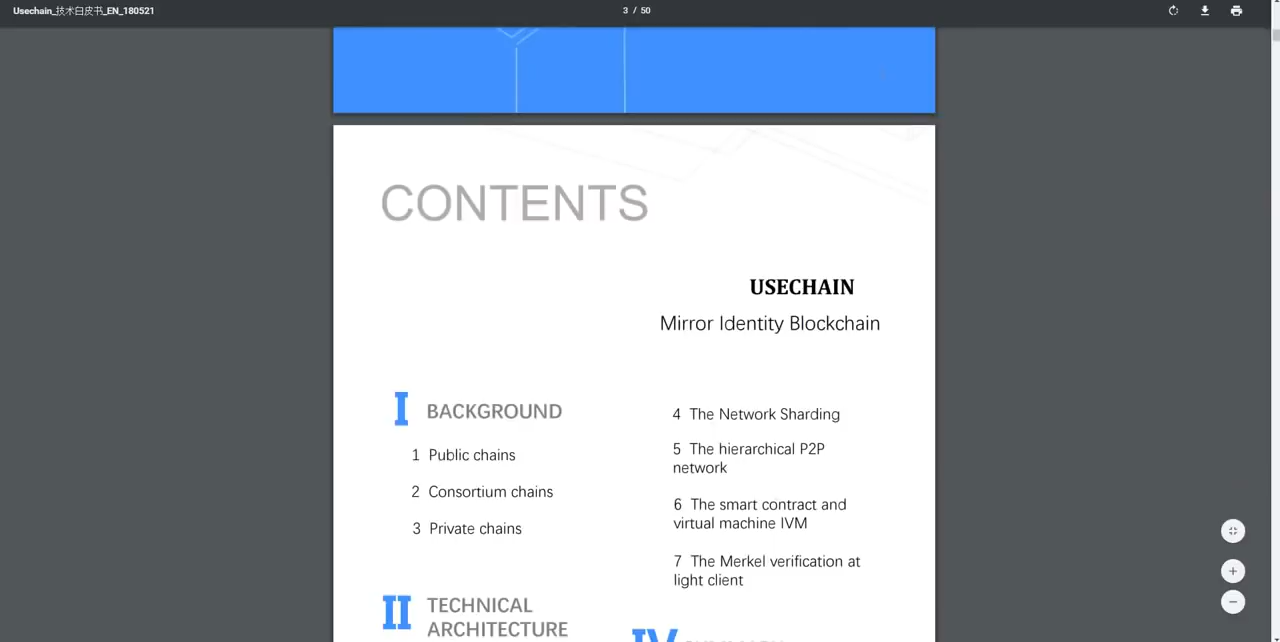 Usechain_技术白皮书_EN_180521
3 / 50
CONTENTS
USECHAIN
Mirror Identity Blockchain
I BACKGROUND
1 Public chains
2 Consortium chains
3 Private chains
II TECHNICAL
ARCHITECTURE
4 The Network Sharding
5 The hierarchical P2P
network
6 The smart contract and
virtual machine IVM
7 The Merkel verification at
light client
IV